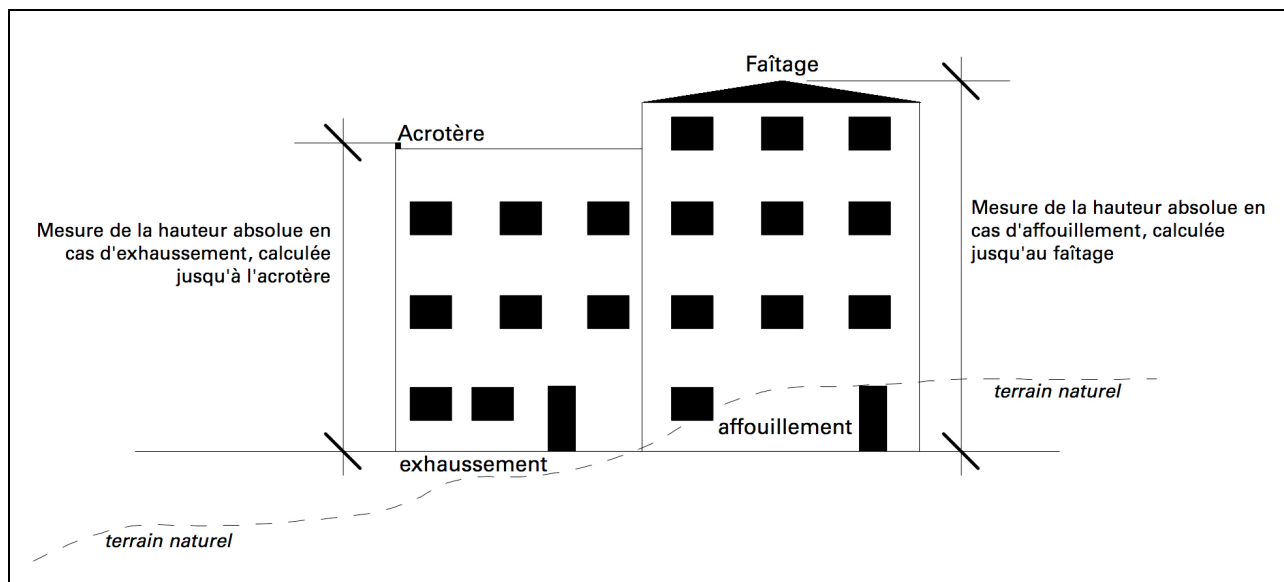 Faîtage
Acrotère
Mesure de la hauteur absolue en
cas d'exhaussement, calculée
jusqu'à l'acrotère
Mesure de la hauteur absolue en
cas d'affouillement, calculée
jusqu'au faîtage
terrain naturel
affouillement
exhaussement
terrain naturel